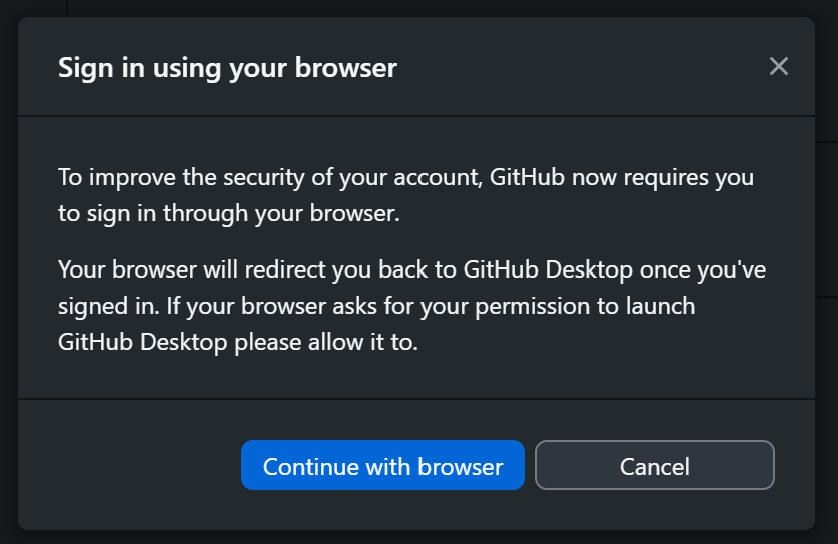 Sign in using your browser
To improve the security of your account, GitHub now requires you
to sign in through your browser.
Your browser will redirect you back to GitHub Desktop once you've
signed in. If your browser asks for your permission to launch
GitHub Desktop please allow it to.
Continue with browser
Cancel